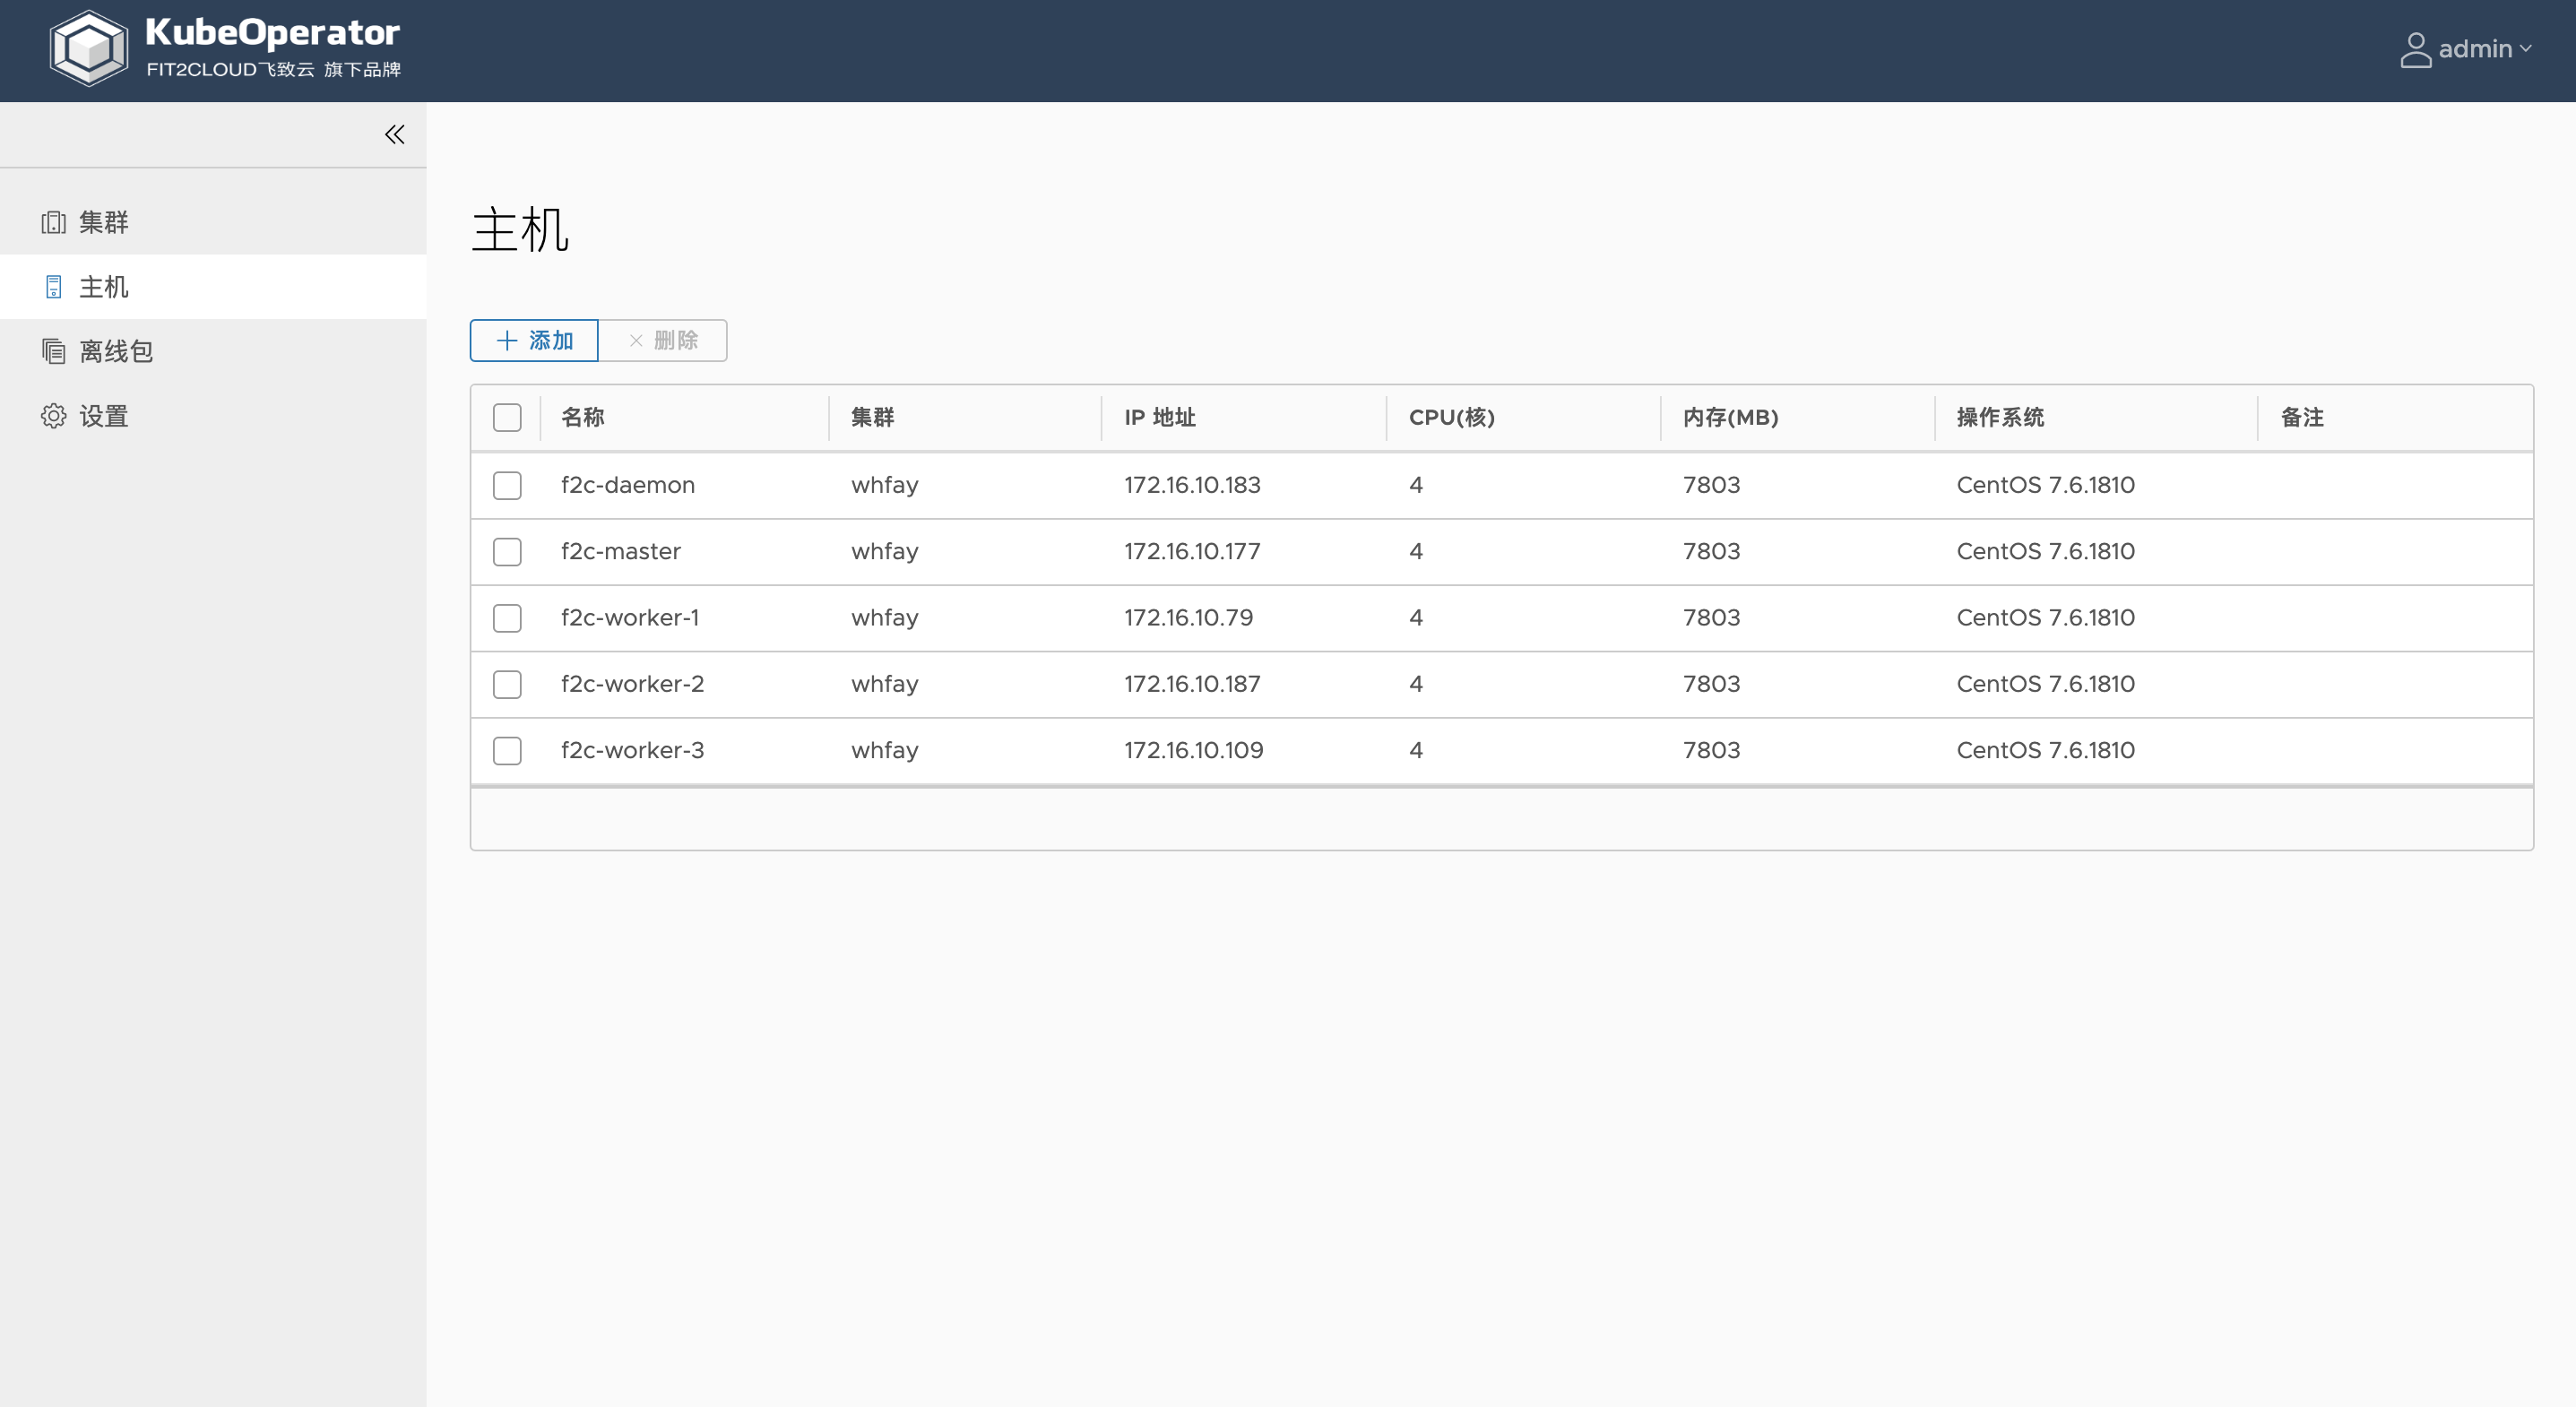 KubeOperator
FIT2CLOUD飞致云 旗下品牌
admin
集群
主机
离线包
设置
主机
添加 删除
名称 集群 IP 地址 CPU(核) 内存(MB) 操作系统 备注
f2c-daemon whfay 172.16.10.183 4 7803 CentOS 7.6.1810
f2c-master whfay 172.16.10.177 4 7803 CentOS 7.6.1810
f2c-worker-1 whfay 172.16.10.79 4 7803 CentOS 7.6.1810
f2c-worker-2 whfay 172.16.10.187 4 7803 CentOS 7.6.1810
f2c-worker-3 whfay 172.16.10.109 4 7803 CentOS 7.6.1810